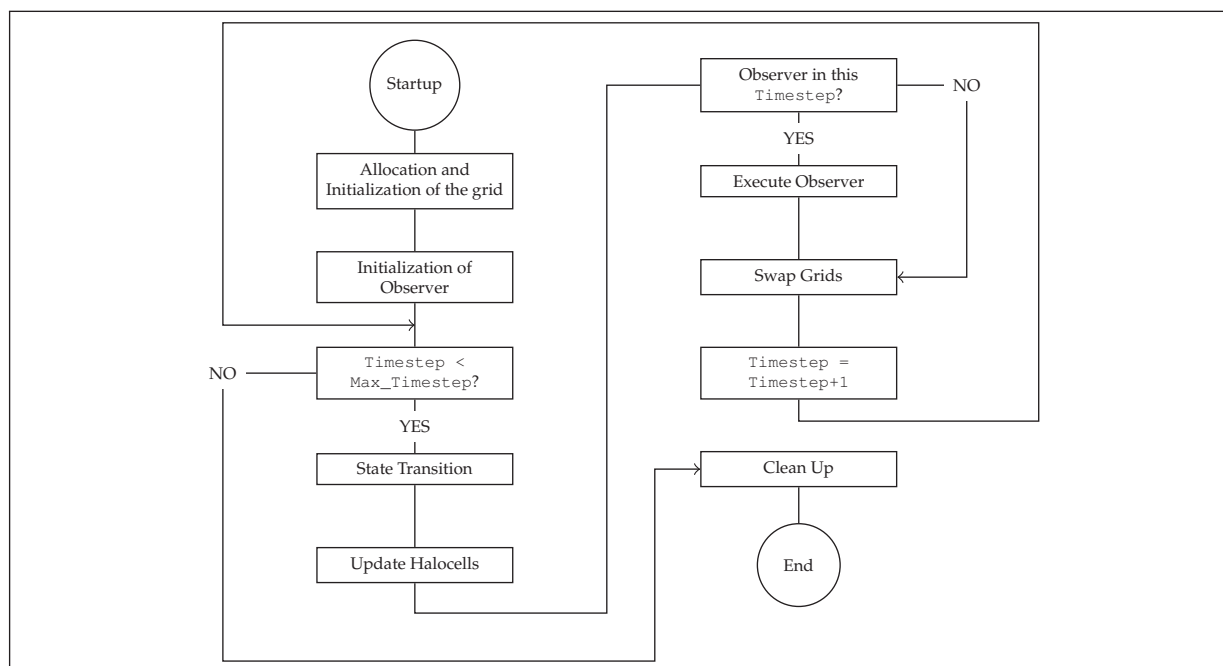 Startup
Allocation and
Initialization of the grid
Initialization of
Observer
Timestep <
Max_Timestep?
NO
YES
State Transition
Update Halocells
Observer in this
Timestep?
NO
YES
Execute Observer
Swap Grids
Timestep =
Timestep+1
Clean Up
End